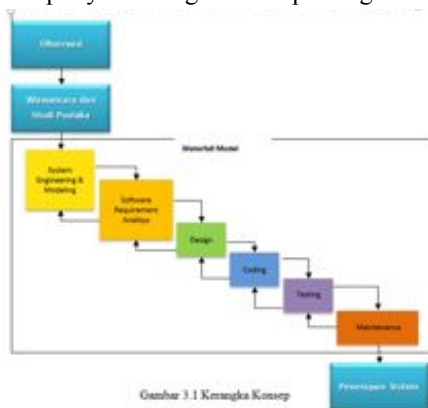 Observasi
Wawancara dan
Studi Pustaka
Waterfall Model
System
Engineering &
Modeling
Software
Requirement
Analisys
Design
Coding
Testing
Maintenance
Penerapan Sistem
Gambar 3.1 Kerangka Konsep